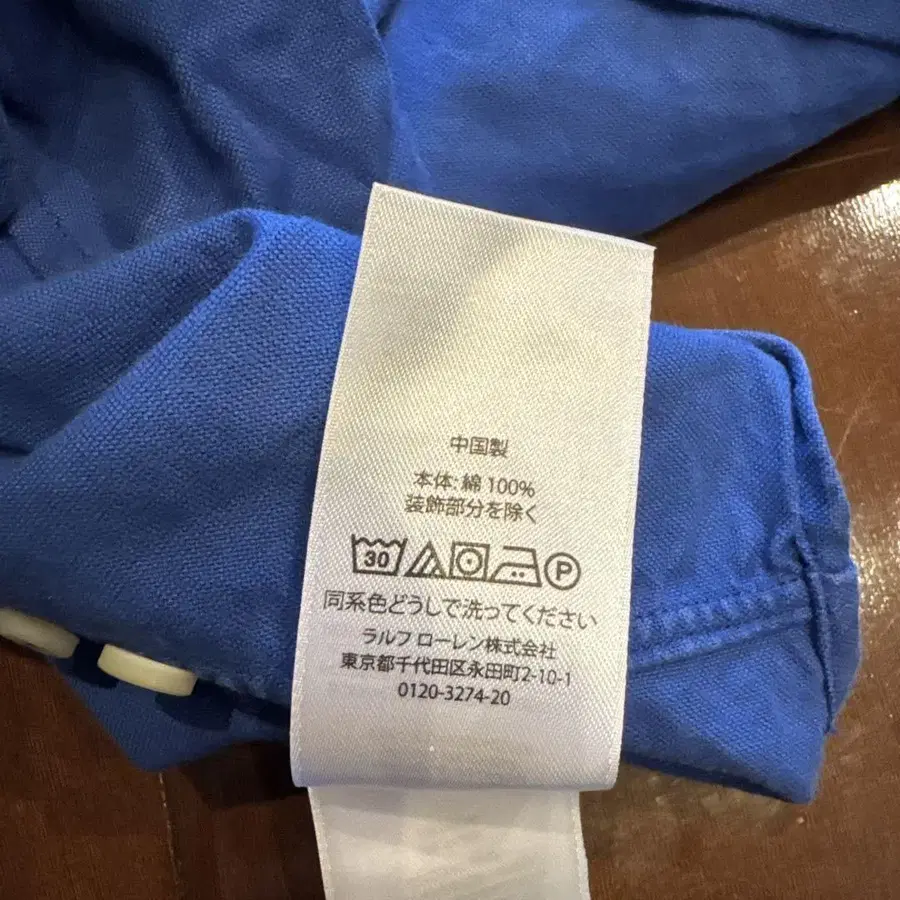 中国製
本体: 綿 100%
装飾部分を除く
30 P
同系色どうしで洗ってください
ラルフ ローレン株式会社
東京都千代田区永田町2-10-1
0120-3274-20